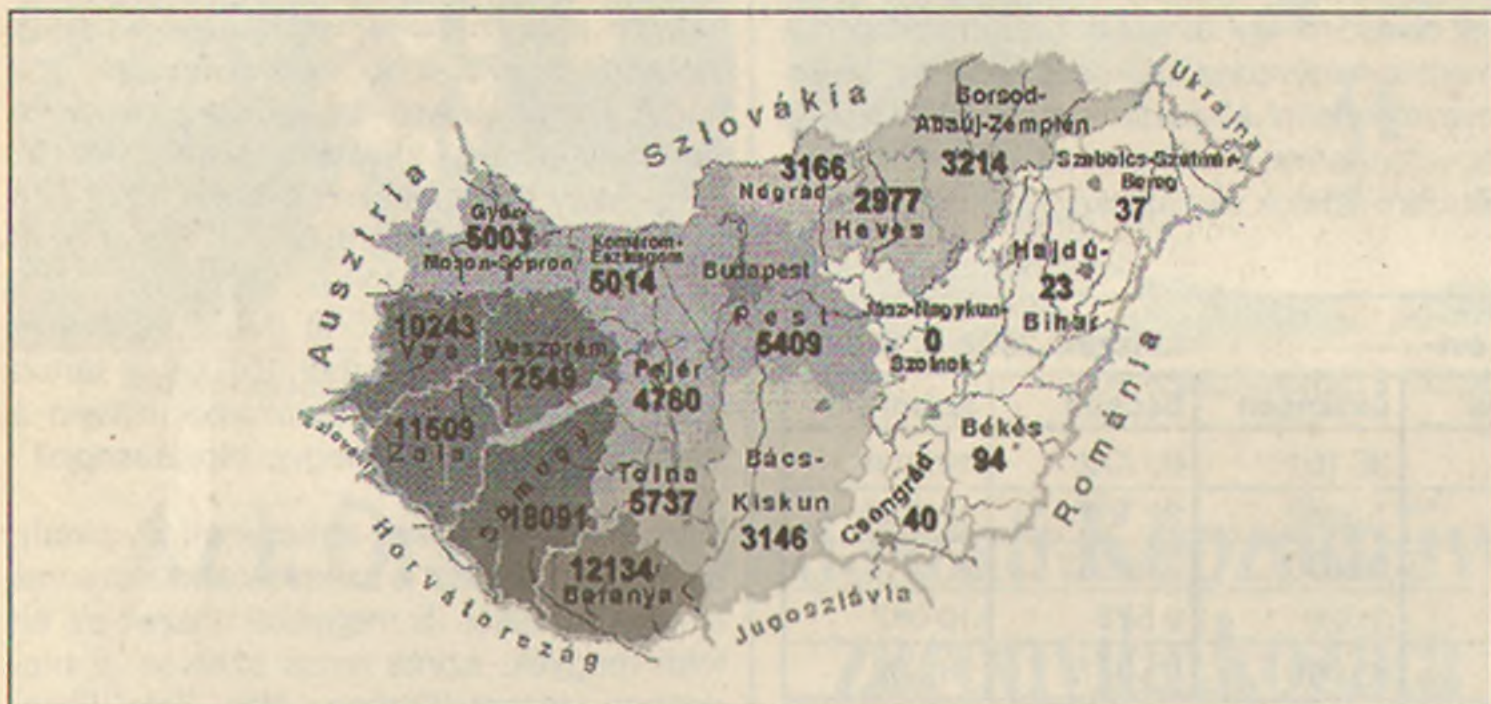 Szlovákia
Ukrajna
Ausztria
Borsod-
Abaúj-Zemplén
3214
3166
Nógrád
2977
Heves
Szabolcs-Szatmár-
Bereg
37
Győr-
5003
Moson-Sopron
Komárom-
Esztergom
5014
Budapest
Pest
5409
Hajdú-
23
Bihar
Jász-Nagykun-
0
Szolnok
10243
Vas
Veszprém
12549
Fejér
4760
11509
Zala
Somogy
18091
Tolna
5737
Bács-
Kiskun
3146
Békés
94
Csongrád
40
Románia
12134
Baranya
Horvátország
Jugoszlávia